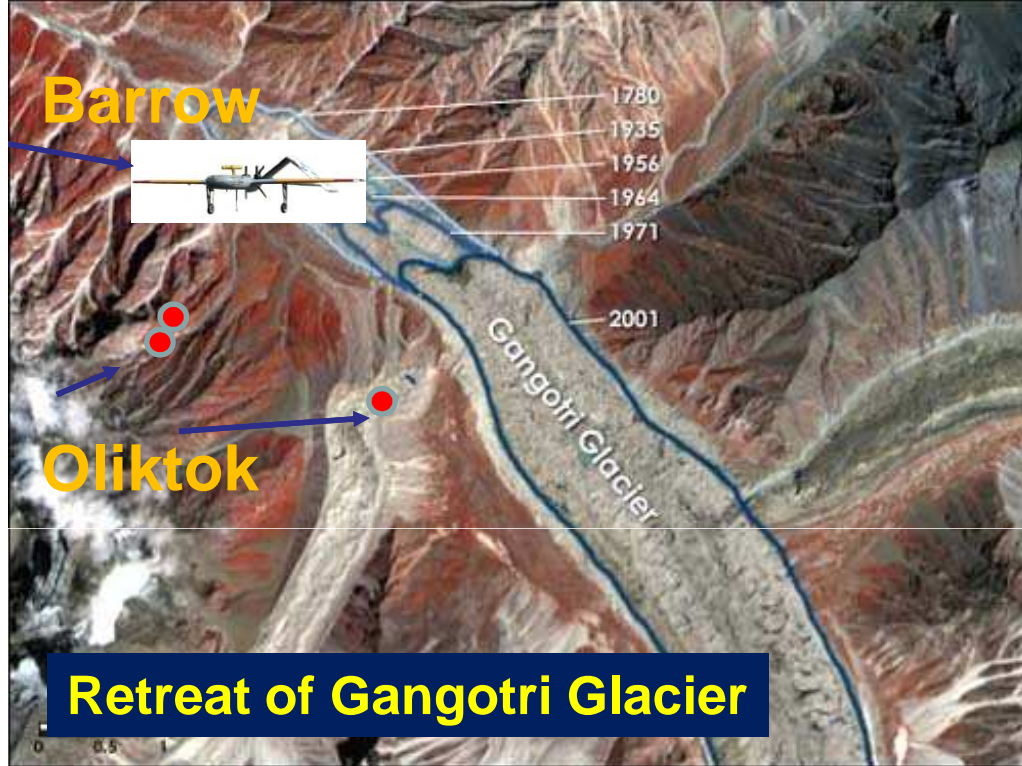 Barrow
1780
1935
1956
1964
1971
2001
Gangotri Glacier
Oliktok
Retreat of Gangotri Glacier
0 0.5 1